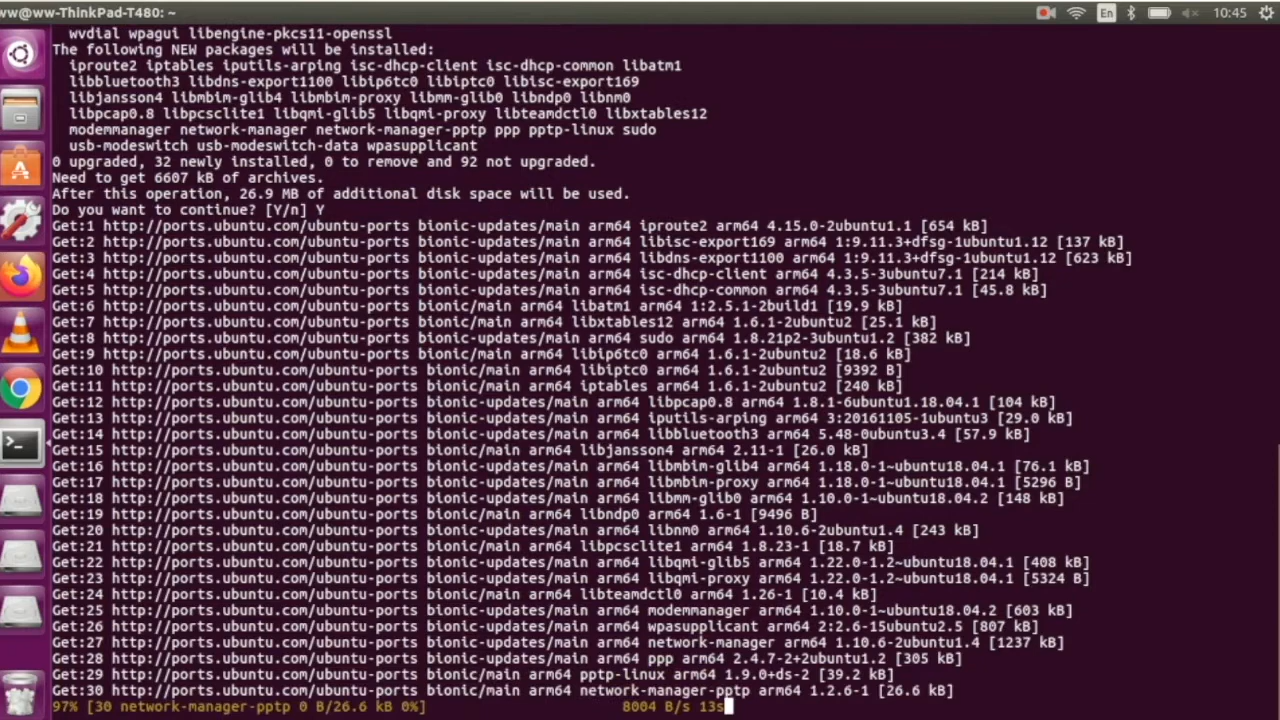 ww@ww-ThinkPad-T480: ~
En
10:45
wvdial wpagui libengine-pkcs11-openssl
The following NEW packages will be installed:
iproute2 iptables iputils-arping isc-dhcp-client isc-dhcp-common libatm1
libbluetooth3 libdns-export1100 libip6tc0 libiptc0 libisc-export169
libjansson4 libmbim-glib4 libmbim-proxy libmm-glib0 libndp0 libnm0
libpcap0.8 libpcsclite1 libqmi-glib5 libqmi-proxy libteamdctl0 libxtables12
modemmanager network-manager network-manager-pptp ppp pptp-linux sudo
usb-modeswitch usb-modeswitch-data wpasupplicant
0 upgraded, 32 newly installed, 0 to remove and 92 not upgraded.
Need to get 6607 kB of archives.
After this operation, 26.9 MB of additional disk space will be used.
Do you want to continue? [Y/n] Y
Get:1 http://ports.ubuntu.com/ubuntu-ports bionic-updates/main arm64 iproute2 arm64 4.15.0-2ubuntu1.1 [654 kB]
Get:2 http://ports.ubuntu.com/ubuntu-ports bionic-updates/main arm64 libisc-export169 arm64 1:9.11.3+dfsg-1ubuntu1.12 [137 kB]
Get:3 http://ports.ubuntu.com/ubuntu-ports bionic-updates/main arm64 libdns-export1100 arm64 1:9.11.3+dfsg-1ubuntu1.12 [623 kB]
Get:4 http://ports.ubuntu.com/ubuntu-ports bionic-updates/main arm64 isc-dhcp-client arm64 4.3.5-3ubuntu7.1 [214 kB]
Get:5 http://ports.ubuntu.com/ubuntu-ports bionic-updates/main arm64 isc-dhcp-common arm64 4.3.5-3ubuntu7.1 [45.8 kB]
Get:6 http://ports.ubuntu.com/ubuntu-ports bionic/main arm64 libatm1 arm64 1:2.5.1-2build1 [19.9 kB]
Get:7 http://ports.ubuntu.com/ubuntu-ports bionic/main arm64 libxtables12 arm64 1.6.1-2ubuntu2 [25.1 kB]
Get:8 http://ports.ubuntu.com/ubuntu-ports bionic-updates/main arm64 sudo arm64 1.8.21p2-3ubuntu1.2 [382 kB]
Get:9 http://ports.ubuntu.com/ubuntu-ports bionic/main arm64 libip6tc0 arm64 1.6.1-2ubuntu2 [18.6 kB]
Get:10 http://ports.ubuntu.com/ubuntu-ports bionic/main arm64 libiptc0 arm64 1.6.1-2ubuntu2 [9392 B]
Get:11 http://ports.ubuntu.com/ubuntu-ports bionic/main arm64 iptables arm64 1.6.1-2ubuntu2 [240 kB]
Get:12 http://ports.ubuntu.com/ubuntu-ports bionic-updates/main arm64 libpcap0.8 arm64 1.8.1-6ubuntu1.18.04.1 [104 kB]
Get:13 http://ports.ubuntu.com/ubuntu-ports bionic/main arm64 iputils-arping arm64 3:20161105-1ubuntu3 [29.0 kB]
Get:14 http://ports.ubuntu.com/ubuntu-ports bionic-updates/main arm64 libbluetooth3 arm64 5.48-0ubuntu3.4 [57.9 kB]
Get:15 http://ports.ubuntu.com/ubuntu-ports bionic/main arm64 libjansson4 arm64 2.11-1 [26.0 kB]
Get:16 http://ports.ubuntu.com/ubuntu-ports bionic-updates/main arm64 libmbim-glib4 arm64 1.18.0-1~ubuntu18.04.1 [76.1 kB]
Get:17 http://ports.ubuntu.com/ubuntu-ports bionic-updates/main arm64 libmbim-proxy arm64 1.18.0-1~ubuntu18.04.1 [5296 B]
Get:18 http://ports.ubuntu.com/ubuntu-ports bionic-updates/main arm64 libmm-glib0 arm64 1.10.0-1~ubuntu18.04.2 [148 kB]
Get:19 http://ports.ubuntu.com/ubuntu-ports bionic/main arm64 libndp0 arm64 1.6-1 [9496 B]
Get:20 http://ports.ubuntu.com/ubuntu-ports bionic-updates/main arm64 libnm0 arm64 1.10.6-2ubuntu1.4 [243 kB]
Get:21 http://ports.ubuntu.com/ubuntu-ports bionic/main arm64 libpcsclite1 arm64 1.8.23-1 [18.7 kB]
Get:22 http://ports.ubuntu.com/ubuntu-ports bionic-updates/main arm64 libqmi-glib5 arm64 1.22.0-1.2~ubuntu18.04.1 [408 kB]
Get:23 http://ports.ubuntu.com/ubuntu-ports bionic-updates/main arm64 libqmi-proxy arm64 1.22.0-1.2~ubuntu18.04.1 [5324 B]
Get:24 http://ports.ubuntu.com/ubuntu-ports bionic/main arm64 libteamdctl0 arm64 1.26-1 [10.4 kB]
Get:25 http://ports.ubuntu.com/ubuntu-ports bionic-updates/main arm64 modemmanager arm64 1.10.0-1~ubuntu18.04.2 [603 kB]
Get:26 http://ports.ubuntu.com/ubuntu-ports bionic-updates/main arm64 wpasupplicant arm64 2:2.6-15ubuntu2.5 [807 kB]
Get:27 http://ports.ubuntu.com/ubuntu-ports bionic-updates/main arm64 network-manager arm64 1.10.6-2ubuntu1.4 [1237 kB]
Get:28 http://ports.ubuntu.com/ubuntu-ports bionic-updates/main arm64 ppp arm64 2.4.7-2+2ubuntu1.2 [305 kB]
Get:29 http://ports.ubuntu.com/ubuntu-ports bionic/main arm64 pptp-linux arm64 1.9.0+ds-2 [39.2 kB]
Get:30 http://ports.ubuntu.com/ubuntu-ports bionic/main arm64 network-manager-pptp arm64 1.2.6-1 [26.6 kB]
97% [30 network-manager-pptp 0 B/26.6 kB 0%] 8004 B/s 13s